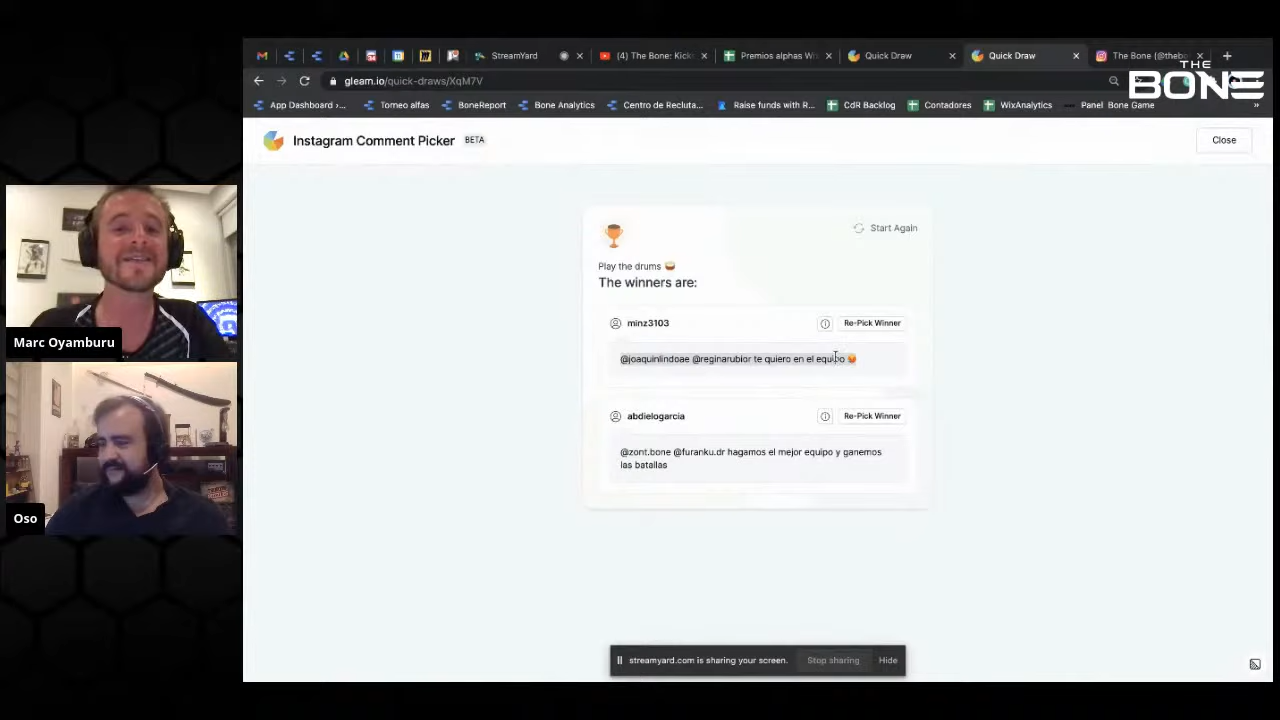 StreamYard
(4) The Bone: Kick
Premios alphas Wi
Quick Draw
Quick Draw
The Bone (@theb
THE
BONE
gleam.io/quick-draws/XqM7V
App Dashboard >...
Torneo alfas
BoneReport
Bone Analytics
Centro de Recluta...
Raise funds with R...
CdR Backlog
Contadores
WixAnalytics
Panel Bone Game
»
Instagram Comment Picker
BETA
Close
Start Again
Play the drums 🥁
The winners are:
minz3103
Re-Pick Winner
@joaquinlindoae @reginarubior te quiero en el equipo
abdielogarcia
Re-Pick Winner
@zont.bone @furanku.dr hagamos el mejor equipo y ganemos
las batallas
Marc Oyamburu
Oso
streamyard.com is sharing your screen.
Stop sharing
Hide